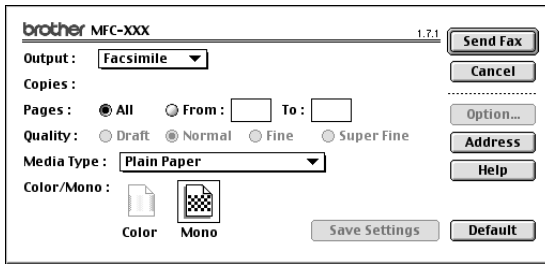 brother MFC-XXX 1.7.1
Send Fax
Output : Facsimile
Cancel
Copies :
Pages : All From : To :
Option...
Quality : Draft Normal Fine Super Fine
Address
Media Type : Plain Paper
Help
Color/Mono :
Color Mono
Save Settings Default